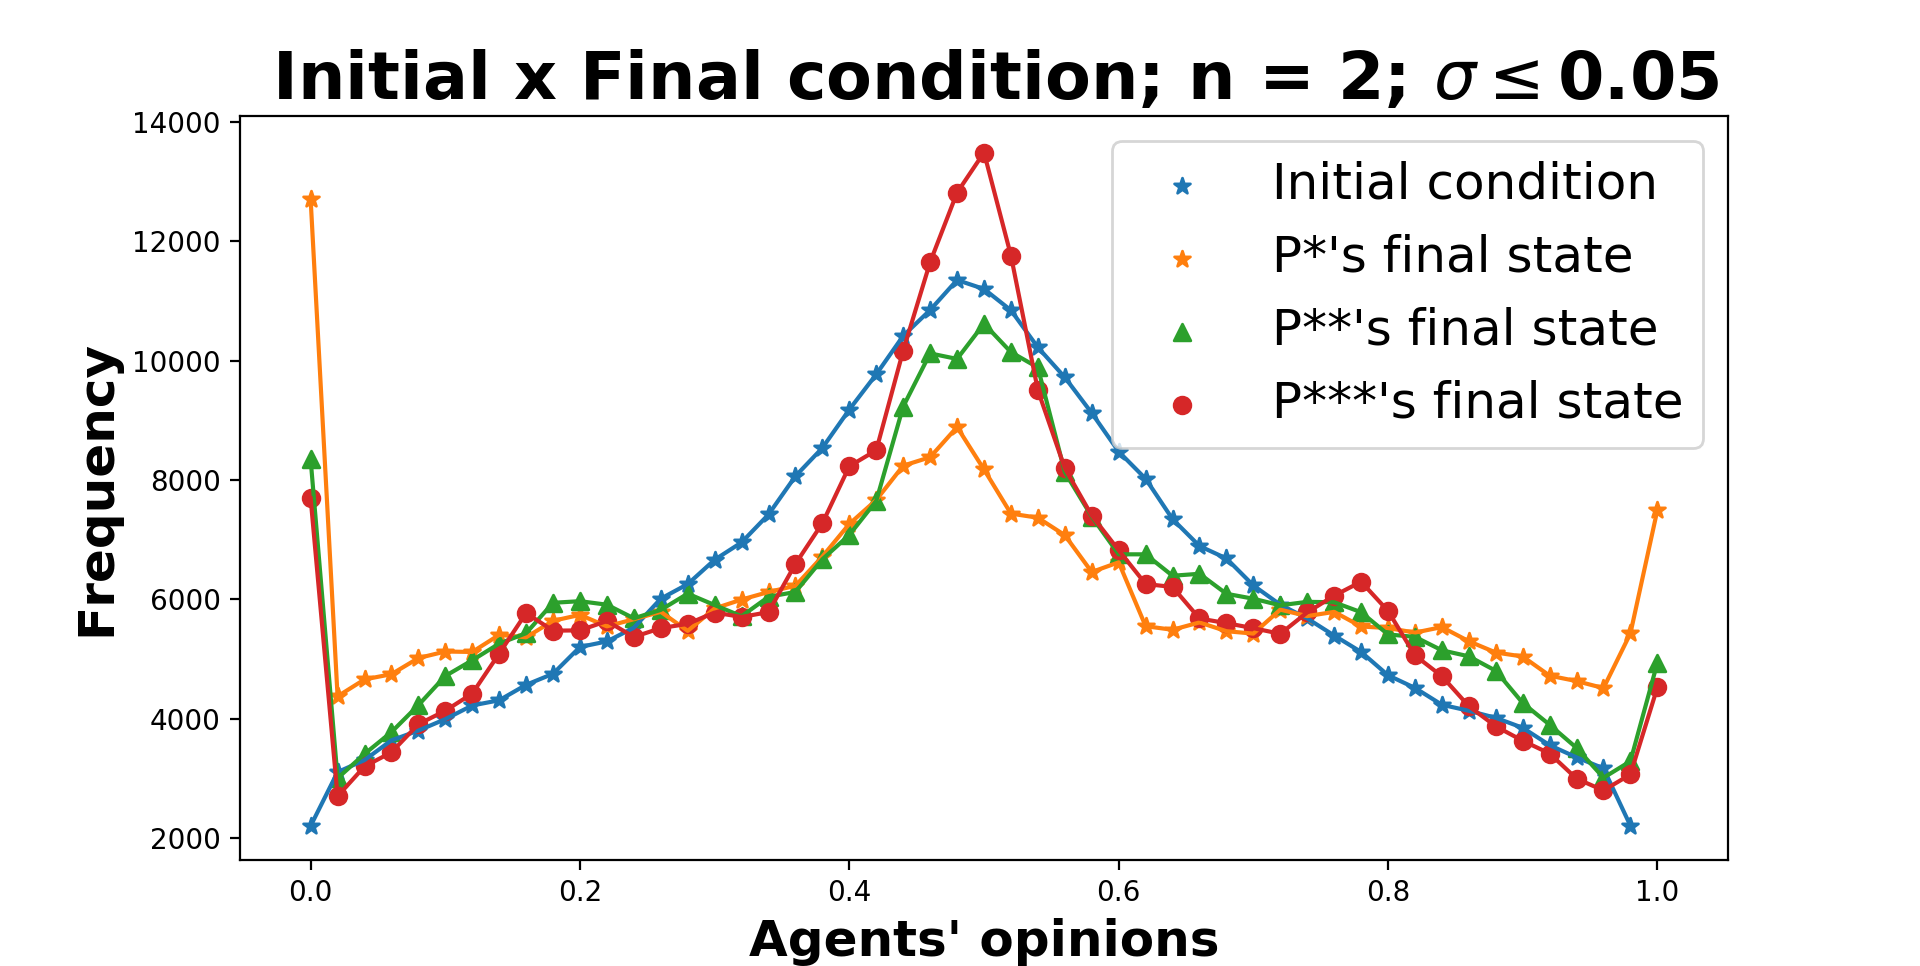 Initial x Final condition; n = 2; σ ≤ 0.05
14000
12000
10000
8000
6000
4000
2000
Frequency
Initial condition
P*'s final state
P**'s final state
P***'s final state
0.0 0.2 0.4 0.6 0.8 1.0
Agents' opinions